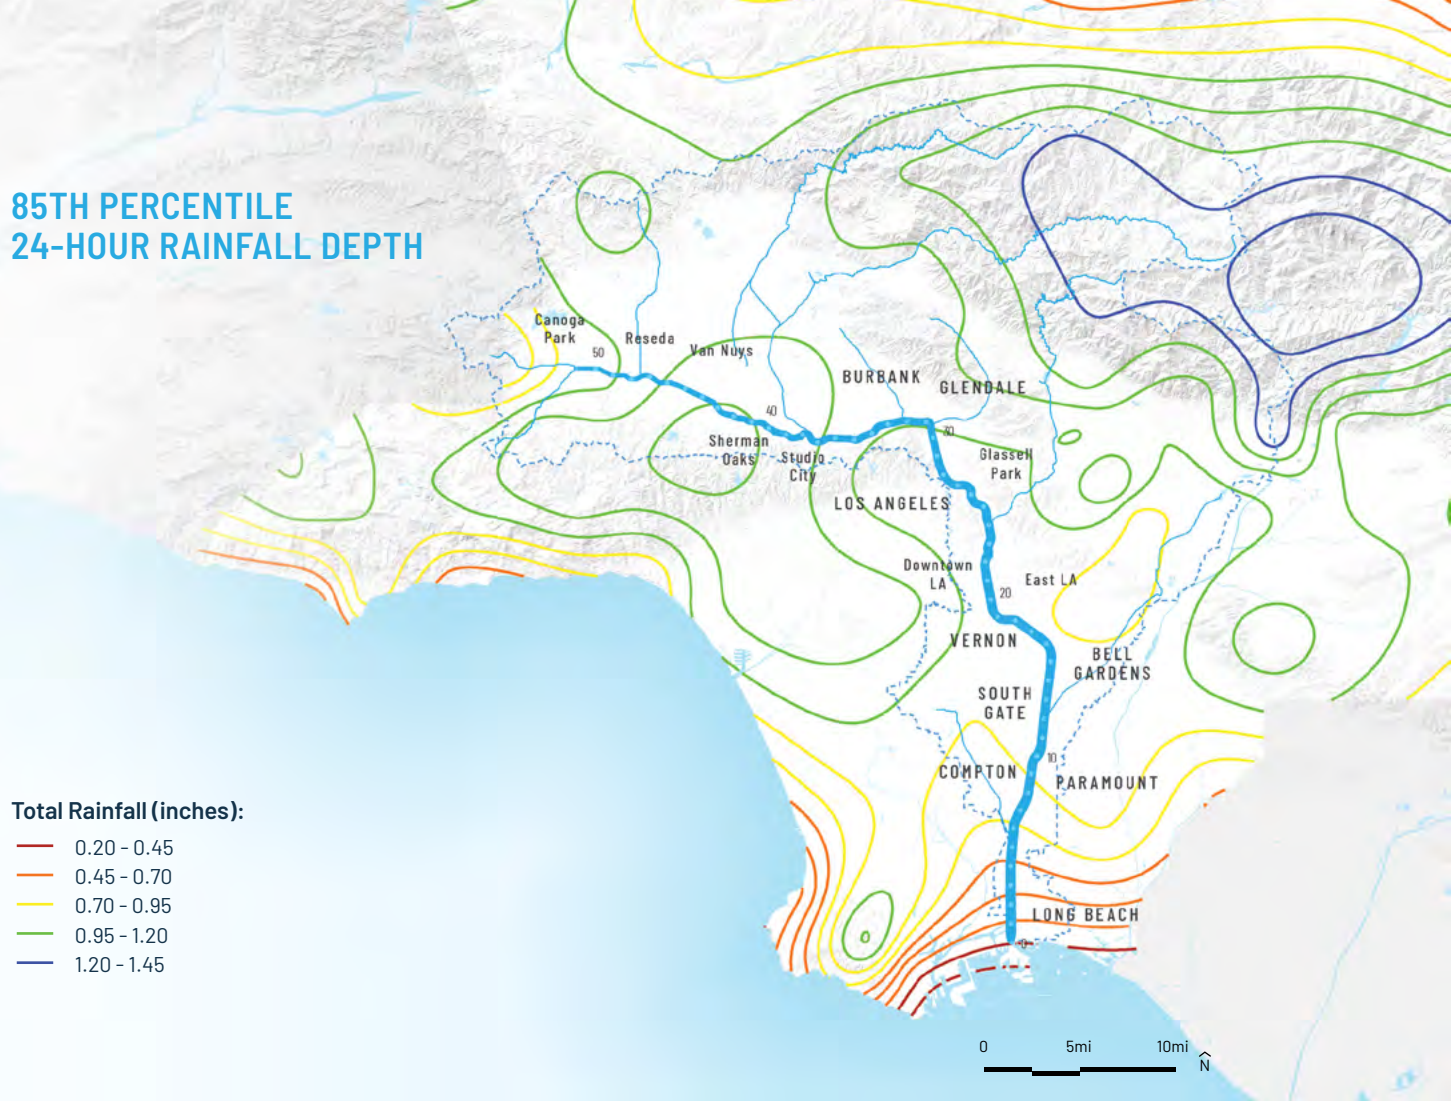 85TH PERCENTILE
24-HOUR RAINFALL DEPTH
Canoga
Park
50
Reseda
Van Nuys
BURBANK
GLENDALE
40
30
Sherman
Oaks
Studio
City
Glassell
Park
LOS ANGELES
Downtown
LA
East LA
20
VERNON
BELL
GARDENS
SOUTH
GATE
10
COMPTON
PARAMOUNT
LONG BEACH
0
Total Rainfall (inches):
0.20 - 0.45
0.45 - 0.70
0.70 - 0.95
0.95 - 1.20
1.20 - 1.45
0 5mi 10mi
N